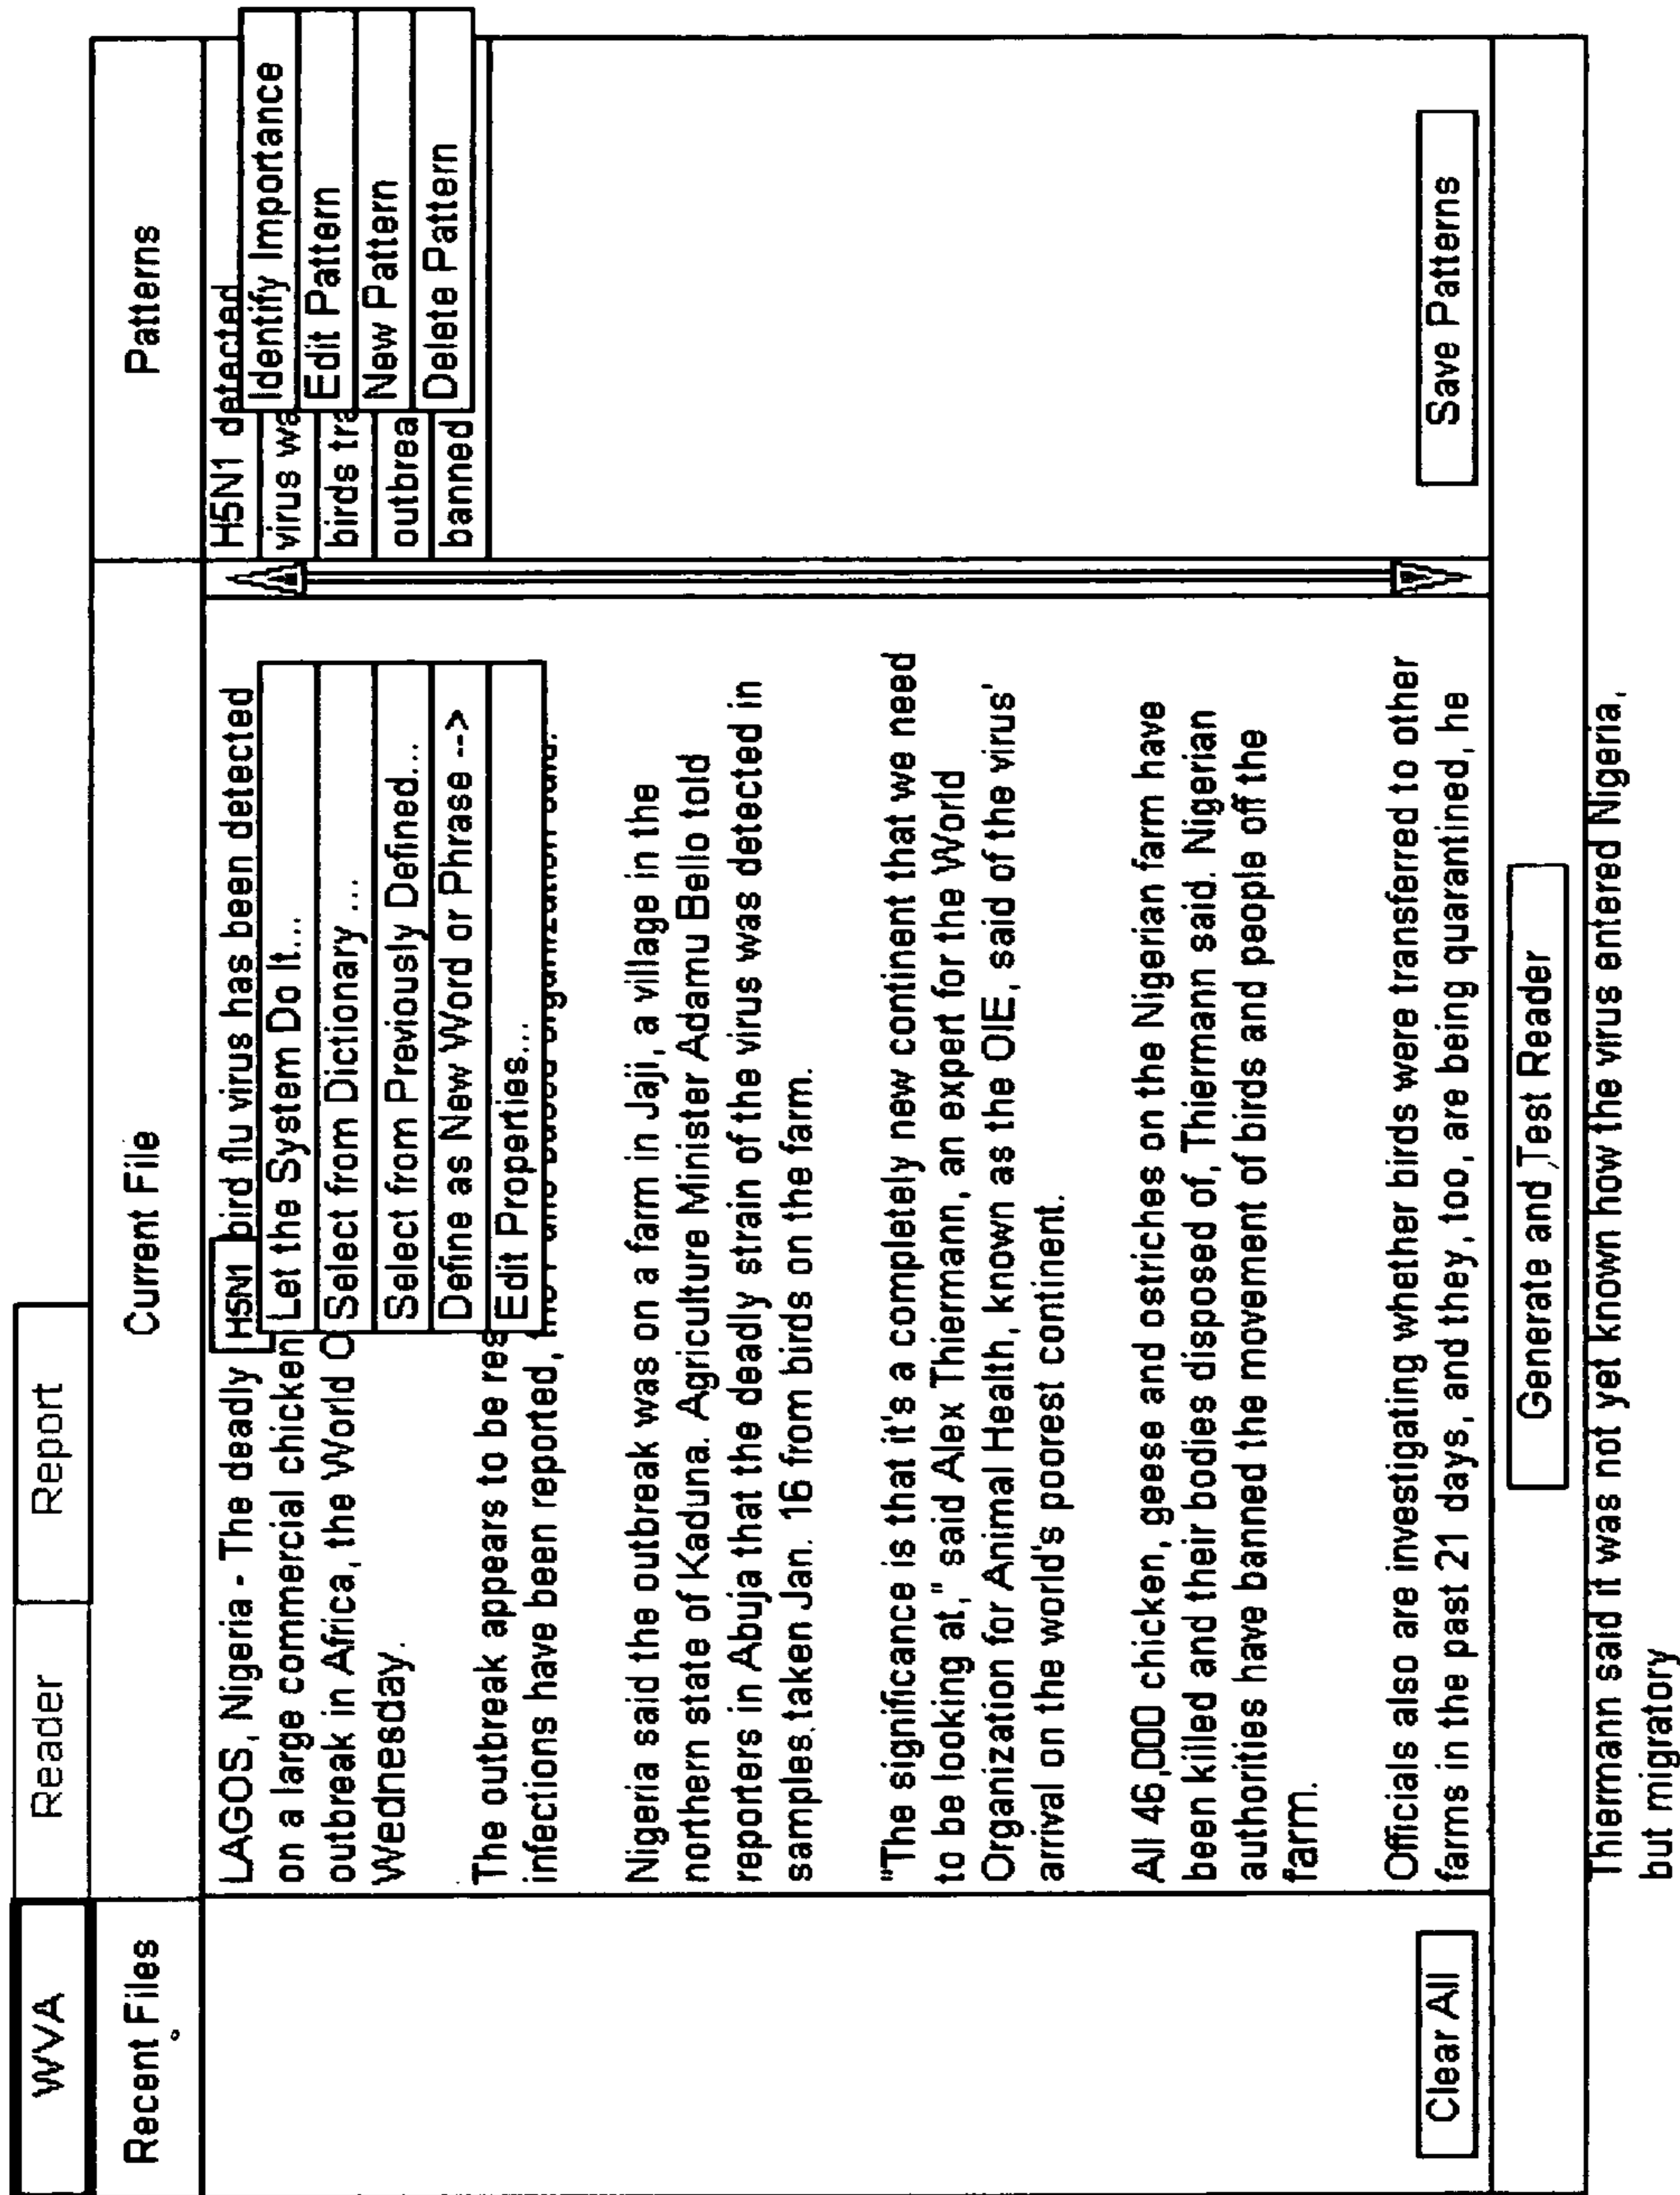 WVA
Reader
Report
Recent Files
Current File
Patterns
LAGOS, Nigeria - The deadly H5N1 bird flu virus has been detected
on a large commercial chicken
outbreak in Africa, the World O
Wednesday.
The outbreak appears to be res
infections have been reported,
Let the System Do It...
Select from Dictionary ...
Select from Previously Defined...
Define as New Word or Phrase -->
Edit Properties...
Nigeria said the outbreak was on a farm in Jaji, a village in the
northern state of Kaduna. Agriculture Minister Adamu Bello told
reporters in Abuja that the deadly strain of the virus was detected in
samples taken Jan. 16 from birds on the farm.
"The significance is that it's a completely new continent that we need
to be looking at," said Alex Thiermann, an expert for the World
Organization for Animal Health, known as the OIE, said of the virus'
arrival on the world's poorest continent.
All 46,000 chicken, geese and ostriches on the Nigerian farm have
been killed and their bodies disposed of, Thiermann said. Nigerian
authorities have banned the movement of birds and people off the
farm.
Officials also are investigating whether birds were transferred to other
farms in the past 21 days, and they, too, are being quarantined, he
H5N1 detected
virus wa
birds tra
outbrea
banned
Identify Importance
Edit Pattern
New Pattern
Delete Pattern
Clear All
Save Patterns
Generate and Test Reader
Thiermann said it was not yet known how the virus entered Nigeria,
but migratory